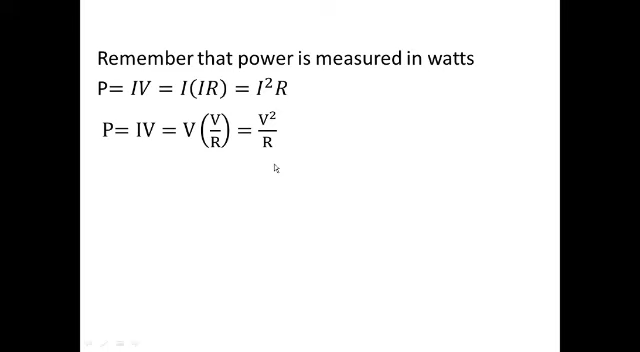 Remember that power is measured in watts
P= 𝐼𝑉 = 𝐼(𝐼𝑅) = 𝐼²𝑅
P= IV = V(V/R) = V²/R